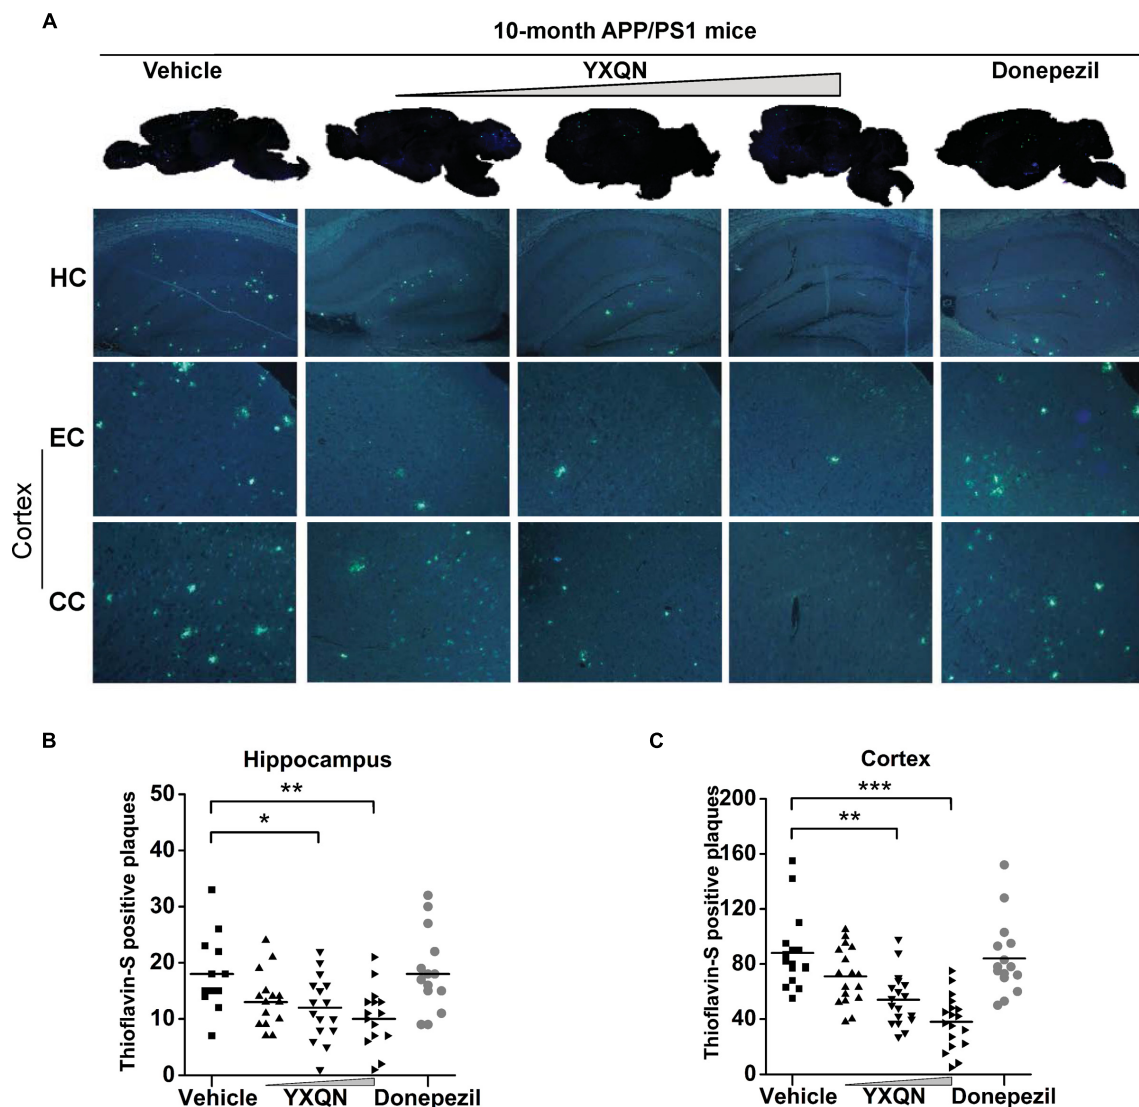 A
10-month APP/PS1 mice
Vehicle YXQN Donepezil
HC
EC
Cortex
CC
B
Hippocampus
Thioflavin-S positive plaques
50
40
30
20
10
0
**
*
Vehicle YXQN Donepezil
C
Cortex
Thioflavin-S positive plaques
200
160
120
80
40
0
***
**
Vehicle YXQN Donepezil